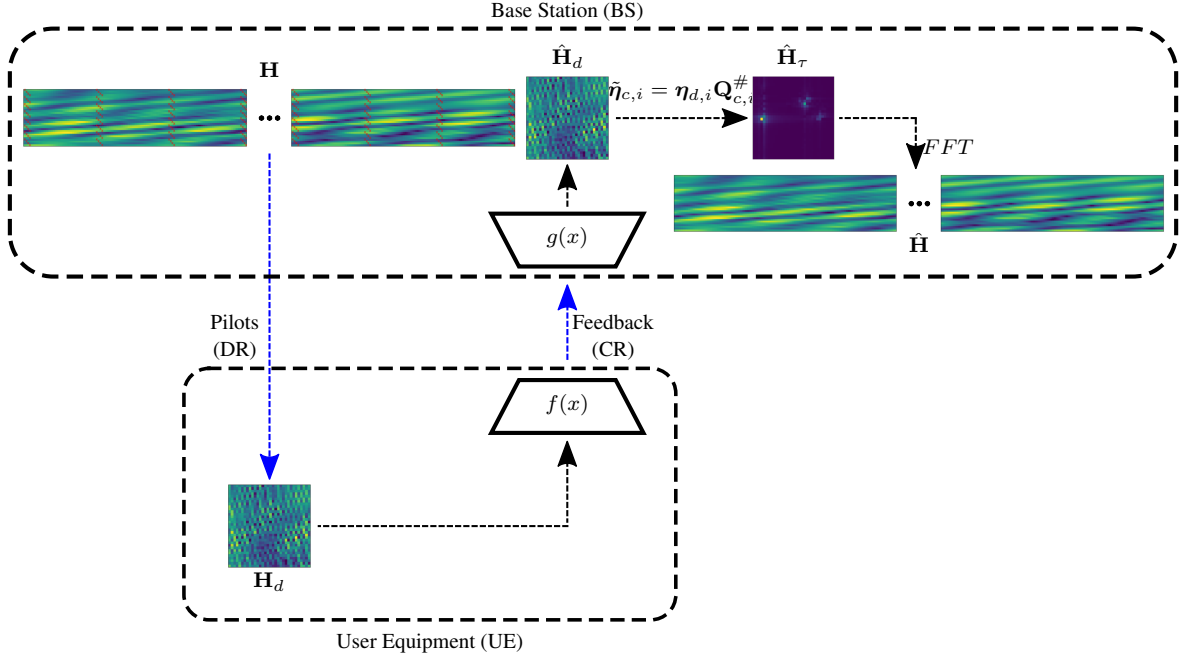 Base Station (BS)
H
Ĥ_d
Ĥ_τ
η̃_{c,i} = η_{d,i} Q^#_{c,i}
FFT
g(x)
Ĥ
Pilots
(DR)
Feedback
(CR)
f(x)
H_d
User Equipment (UE)